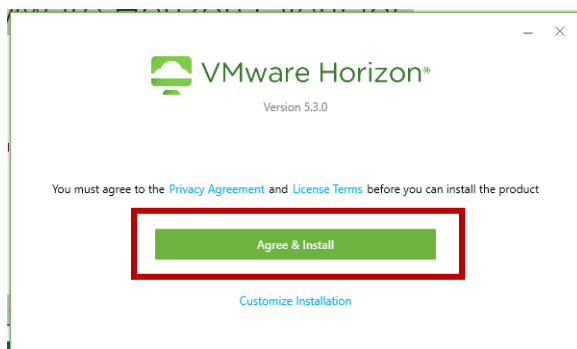 VMware Horizon®
Version 5.3.0
You must agree to the Privacy Agreement and License Terms before you can install the product
Agree & Install
Customize Installation